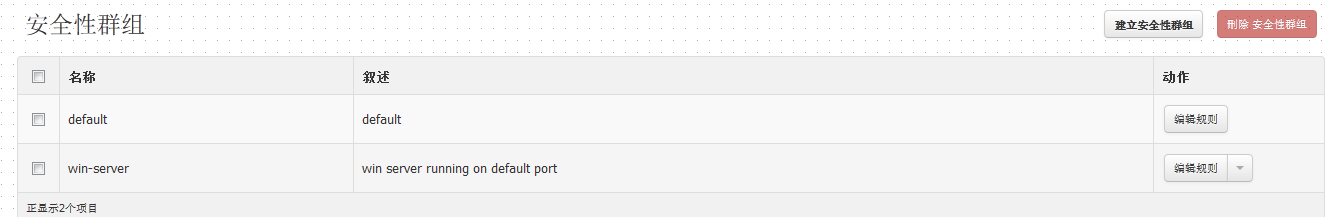 安全性群组
建立安全性群组 删除 安全性群组
名称 叙述 动作
default default 编辑规则
win-server win server running on default port 编辑规则
正显示2个项目